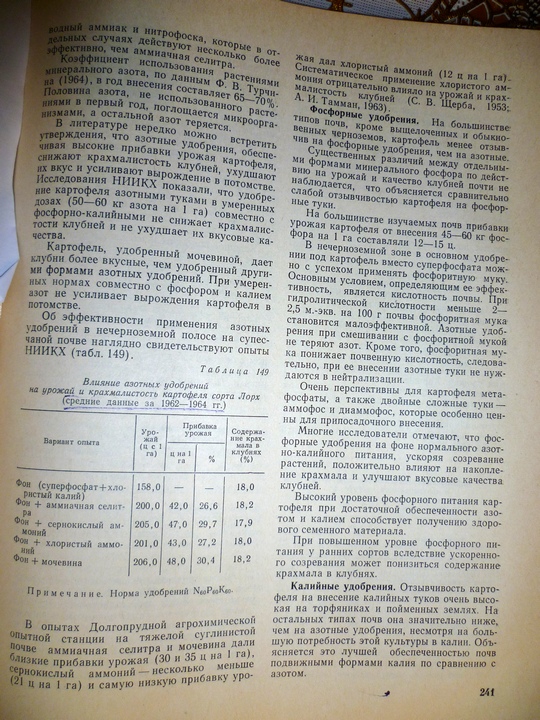 водный аммиак и нитрофоска, которые в от-
дельных случаях действуют несколько более
эффективно, чем аммиачная селитра.
Коэффициент использования растениями
минерального азота, по данным Ф. В. Турчи-
на (1964), в год внесения составляет 65—70%.
Половина азота, не использованного расте-
ниями в первый год, поглощается микроорга-
низмами, а остальной азот теряется.
В литературе нередко можно встретить
утверждения, что азотные удобрения, обеспе-
чивая высокие прибавки урожая картофеля,
снижают крахмалистость клубней, ухудшают
их вкус и усиливают вырождение в потомстве.
Исследования НИИКХ показали, что удобре-
ние картофеля азотными туками в умеренных
дозах (50—60 кг азота на 1 га) совместно с
фосфорно-калийными не снижает крахмалис-
тости клубней и не ухудшает их вкусовые ка-
чества.
Картофель, удобренный мочевиной, дает
клубни более вкусные, чем удобренный други-
ми формами азотных удобрений. При умерен-
ных нормах совместно с фосфором и калием
азот не усиливает вырождения картофеля в
потомстве.
Об эффективности применения азотных
удобрений в нечерноземной полосе на супес-
чаной почве наглядно свидетельствуют опыты
НИИКХ (табл. 149).
Таблица 149
Влияние азотных удобрений
на урожай и крахмалистость картофеля сорта Лорх
(средние данные за 1962—1964 гг.)
Вариант опыта
Уро-
жай
(ц с 1
га)
Прибавка
урожая
ц на 1
га
%
Содержа-
ние крах-
мала в
клубнях
(%)
Фон (суперфосфат+хло-
ристый калий) 158,0 — — 18,0
Фон + аммиачная селит-
ра 200,0 42,0 26,6 18,2
Фон + сернокислый ам-
моний 205,0 47,0 29,7 17,9
Фон + хлористый аммо-
ний 201,0 43,0 27,2 18,0
Фон + мочевина 206,0 48,0 30,4 18,2
Примечание. Норма удобрений N₆₀P₆₀K₆₀.
В опытах Долгопрудной агрохимической
опытной станции на тяжелой суглинистой
почве аммиачная селитра и мочевина дали
близкие прибавки урожая (30 и 35 ц на 1 га),
сернокислый аммоний — несколько меньше
(21 ц на 1 га) и самую низкую прибавку уро-
жая дал хлористый аммоний (12 ц на 1 га).
Систематическое применение хлористого ам-
мония отрицательно влияло на урожай и крах-
малистость клубней (С. В. Щерба, 1953;
А. И. Тамман, 1963).
Фосфорные удобрения. На большинстве
типов почв, кроме выщелоченных и обыкно-
венных черноземов, картофель менее отзыв-
чив на фосфорные удобрения, чем на азотные.
Существенных различий между отдельны-
ми формами минерального фосфора по дейст-
вию на урожай и качество клубней почти не
наблюдается, что объясняется сравнительно
слабой отзывчивостью картофеля на фосфор-
ные туки.
На большинстве изучаемых почв прибавки
урожая картофеля от внесения 45—60 кг фос-
фора на 1 га составляли 12—15 ц.
В нечерноземной зоне в основном удобре-
нии под картофель вместо суперфосфата мож-
но с успехом применять фосфоритную муку.
Основным условием, определяющим ее эффек-
тивность, является кислотность почвы. При
гидролитической кислотности меньше 2—
2,5 м.-экв. на 100 г почвы фосфоритная мука
становится малоэффективной. Азотные удоб-
рения при смешивании с фосфоритной мукой
не теряют азот. Кроме того, фосфоритная му-
ка понижает почвенную кислотность, следова-
тельно, при ее внесении азотные туки не нуж-
даются в нейтрализации.
Очень перспективны для картофеля мета-
фосфаты, а также двойные сложные туки —
аммофос и диаммофос, которые особенно цен-
ны для припосадочного внесения.
Многие исследователи отмечают, что фос-
форные удобрения на фоне нормального азот-
но-калийного питания, ускоряя созревание
растений, положительно влияют на накопле-
ние крахмала и улучшают вкусовые качества
клубней.
Высокий уровень фосфорного питания кар-
тофеля при достаточной обеспеченности азо-
том и калием способствует получению здоро-
вого семенного материала.
При повышенном уровне фосфорного пи-
тания у ранних сортов вследствие ускоренно-
го созревания может понизиться содержание
крахмала в клубнях.
Калийные удобрения. Отзывчивость карто-
феля на внесение калийных туков очень высо-
кая на торфяниках и пойменных землях. На
остальных типах почв она значительно ниже,
чем на азотные удобрения, несмотря на боль-
шую потребность этой культуры в калии. Объ-
ясняется это лучшей обеспеченностью почв
подвижными формами калия по сравнению с
азотом.
241